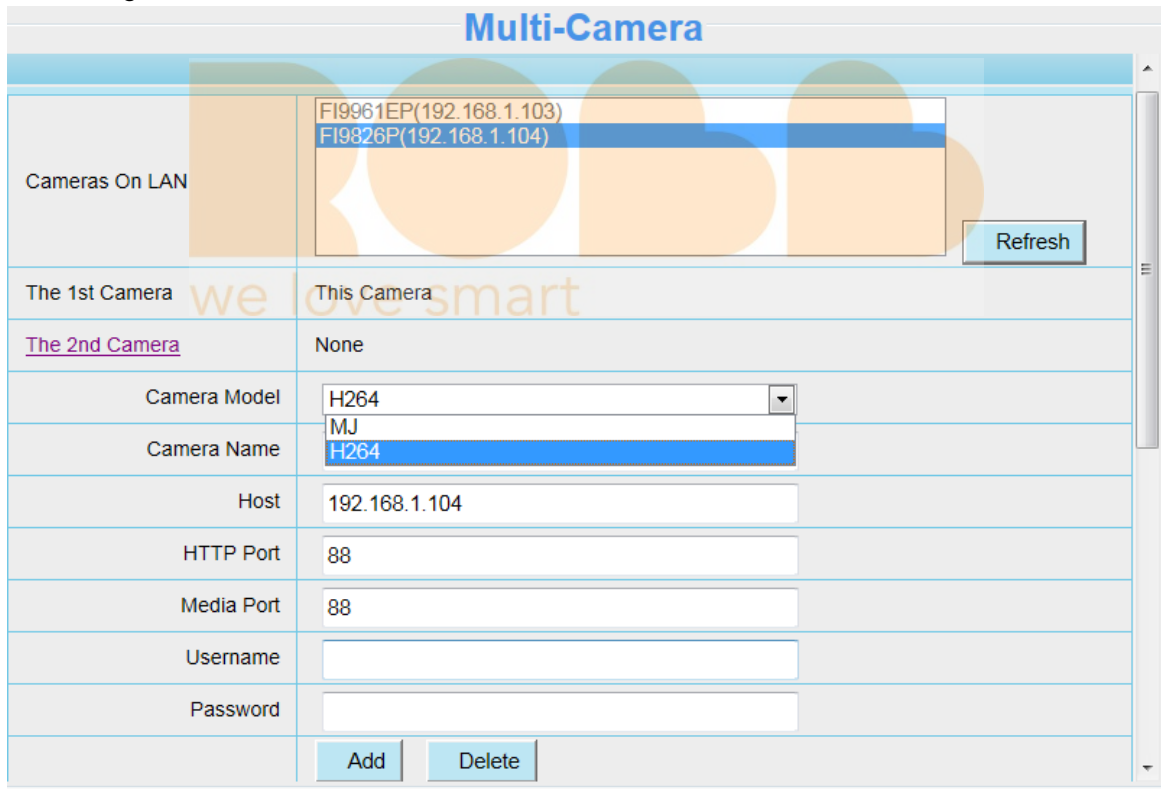 Multi-Camera
FI9961EP(192.168.1.103)
FI9826P(192.168.1.104)
Cameras On LAN
Refresh
The 1st Camera This Camera
The 2nd Camera None
Camera Model H264
MJ
Camera Name H264
Host 192.168.1.104
HTTP Port 88
Media Port 88
Username
Password
Add Delete
ROBB
we love smart